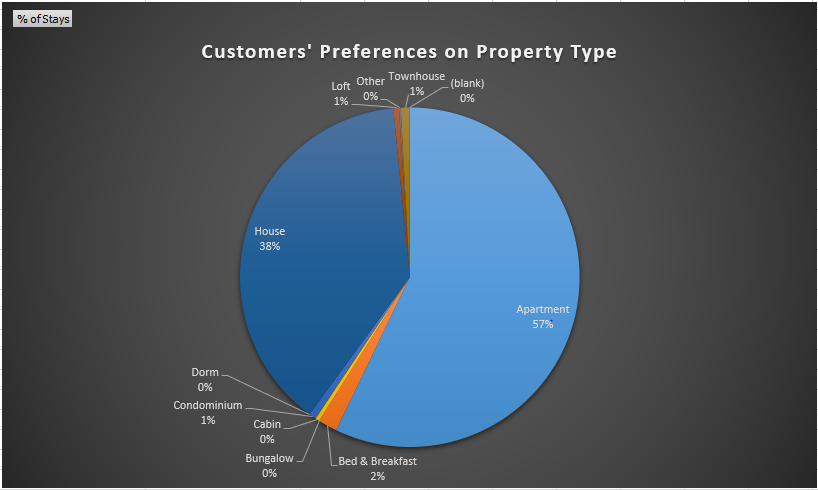 % of Stays
Customers' Preferences on Property Type
Loft
1%
Other
0%
Townhouse
1%
(blank)
0%
House
38%
Apartment
57%
Dorm
0%
Condominium
1%
Cabin
0%
Bungalow
0%
Bed & Breakfast
2%